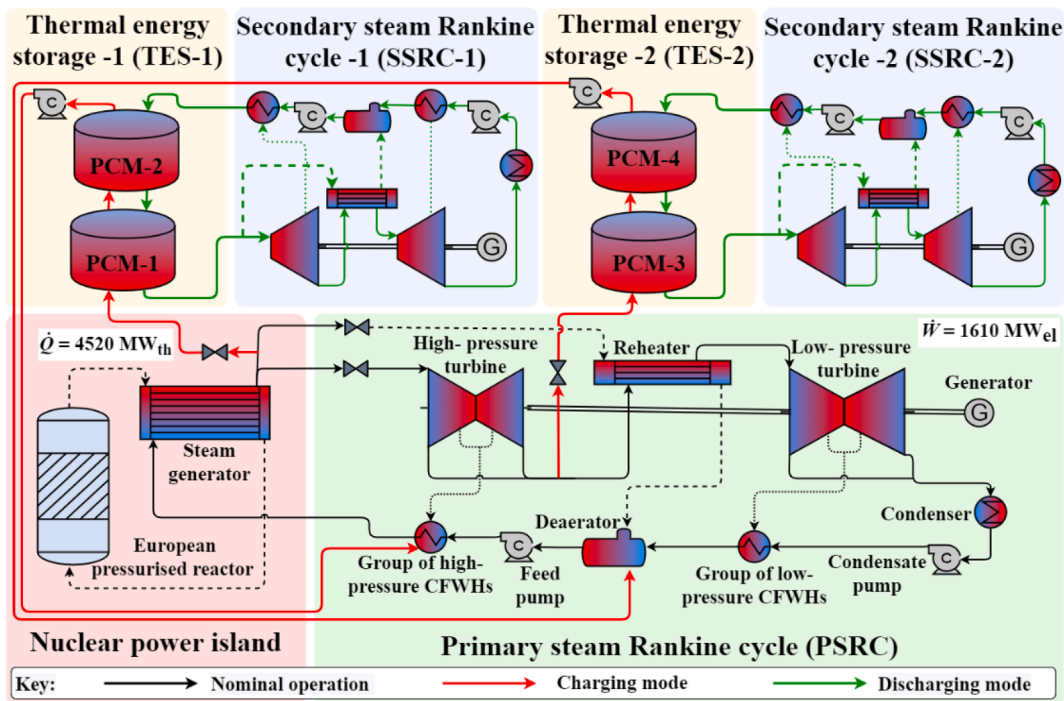 Thermal energy
storage -1 (TES-1)
Secondary steam Rankine
cycle -1 (SSRC-1)
Thermal energy
storage -2 (TES-2)
Secondary steam Rankine
cycle -2 (SSRC-2)
C
C
C
C
C
C
PCM-2
PCM-4
PCM-1
G
PCM-3
G
Q̇ = 4520 MWth
Ẇ = 1610 MWel
High- pressure
turbine
Reheater
Low- pressure
turbine
Generator
G
Steam
generator
Deaerator
Condenser
C
C
European
pressurised reactor
Group of high-
pressure CFWHs
Feed
pump
Group of low-
pressure CFWHs
Condensate
pump
Nuclear power island
Primary steam Rankine cycle (PSRC)
Key:
Nominal operation
Charging mode
Discharging mode